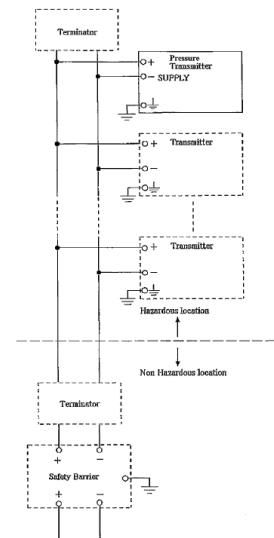 Terminator
Pressure
Transmitter
+
− SUPPLY
Transmitter
+
−
Transmitter
+
−
Hazardous location
Non Hazardous location
Terminator
+ −
Safety Barrier
+ −